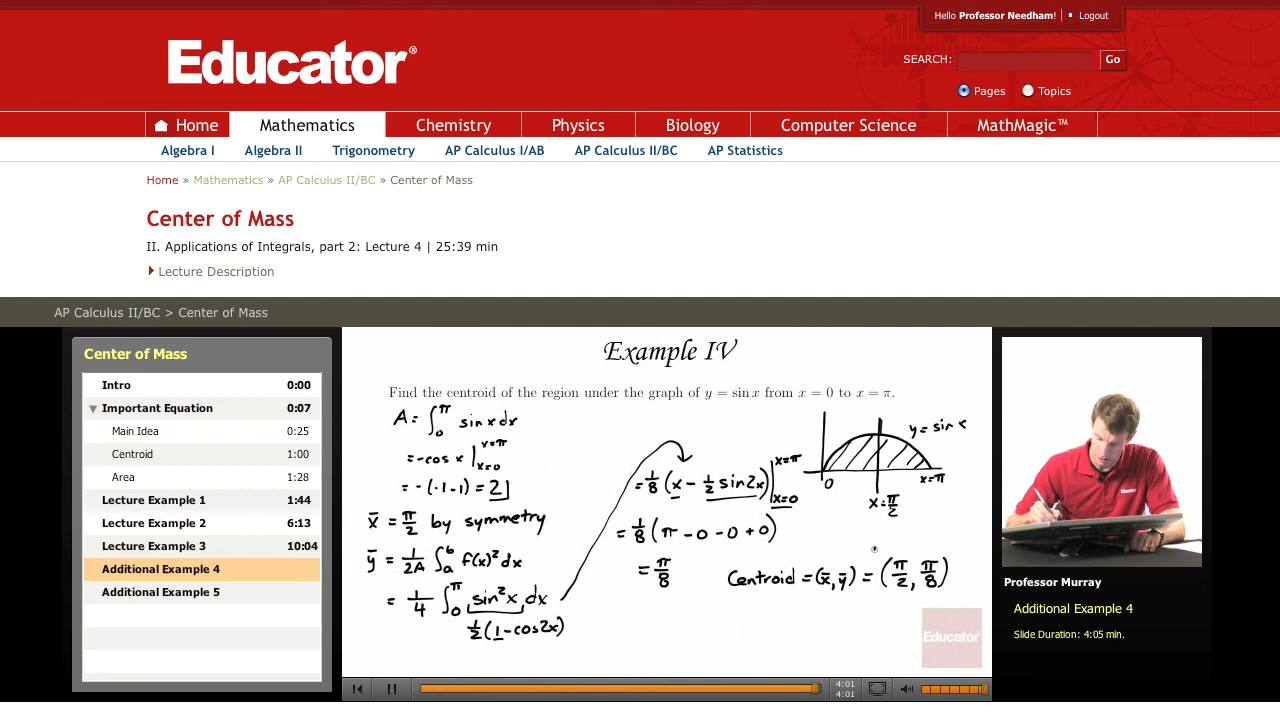 Hello Professor Needham! | Logout
Educator®
SEARCH: Go
Pages Topics
Home Mathematics Chemistry Physics Biology Computer Science MathMagic™
Algebra I Algebra II Trigonometry AP Calculus I/AB AP Calculus II/BC AP Statistics
Home » Mathematics » AP Calculus II/BC » Center of Mass
Center of Mass
II. Applications of Integrals, part 2: Lecture 4 | 25:39 min
Lecture Description
AP Calculus II/BC > Center of Mass
Center of Mass
Intro 0:00
Important Equation 0:07
Main Idea 0:25
Centroid 1:00
Area 1:28
Lecture Example 1 1:44
Lecture Example 2 6:13
Lecture Example 3 10:04
Additional Example 4
Additional Example 5
Example IV
Find the centroid of the region under the graph of y = sin x from x = 0 to x = π.
A = ∫₀^π sin x dx
= -cos x |_{x=0}^{x=π}
= -(-1-1) = 2
x̄ = π/2 by symmetry
ȳ = 1/2A ∫_a^b f(x)² dx
= 1/4 ∫₀^π sin²x dx
1/2(1-cos2x)
= 1/8 (x - 1/2 sin2x) |_{x=0}^{x=π}
= 1/8 (π - 0 - 0 + 0)
= π/8
y = sin x
0
x = π
x = π/2
Centroid = (x̄, ȳ) = (π/2, π/8)
Educator
4:01
4:01
Educator
Professor Murray
Additional Example 4
Slide Duration: 4:05 min.